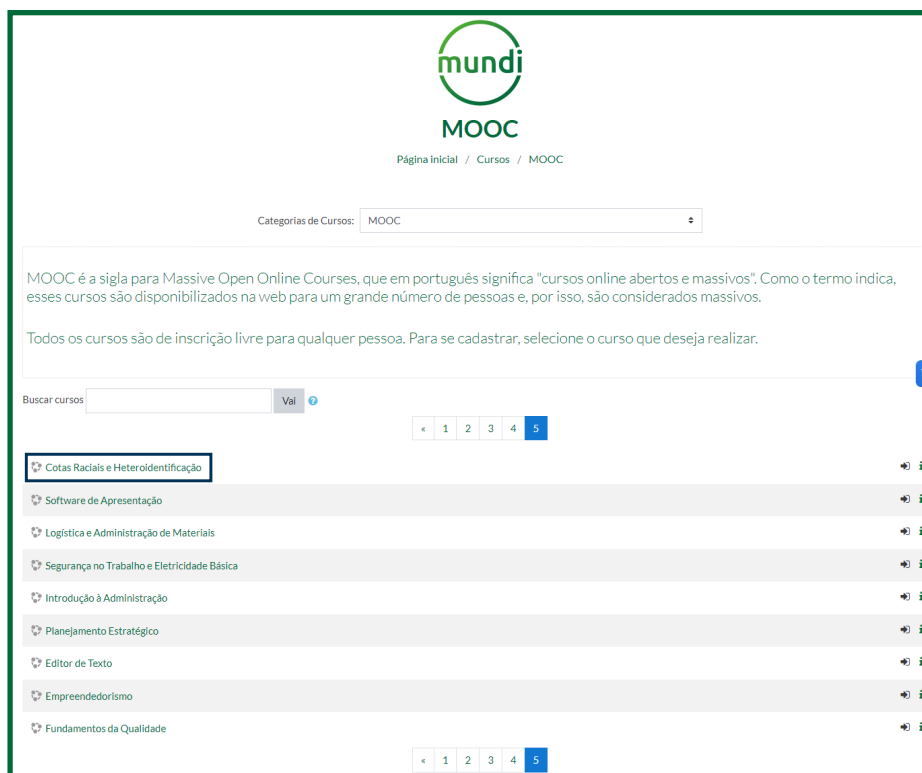 mundi
MOOC
Página inicial / Cursos / MOOC
Categorias de Cursos: MOOC
MOOC é a sigla para Massive Open Online Courses, que em português significa "cursos online abertos e massivos". Como o termo indica,
esses cursos são disponibilizados na web para um grande número de pessoas e, por isso, são considerados massivos.
Todos os cursos são de inscrição livre para qualquer pessoa. Para se cadastrar, selecione o curso que deseja realizar.
Buscar cursos Vai
« 1 2 3 4 5
Cotas Raciais e Heteroidentificação
Software de Apresentação
Logística e Administração de Materiais
Segurança no Trabalho e Eletricidade Básica
Introdução à Administração
Planejamento Estratégico
Editor de Texto
Empreendedorismo
Fundamentos da Qualidade
« 1 2 3 4 5